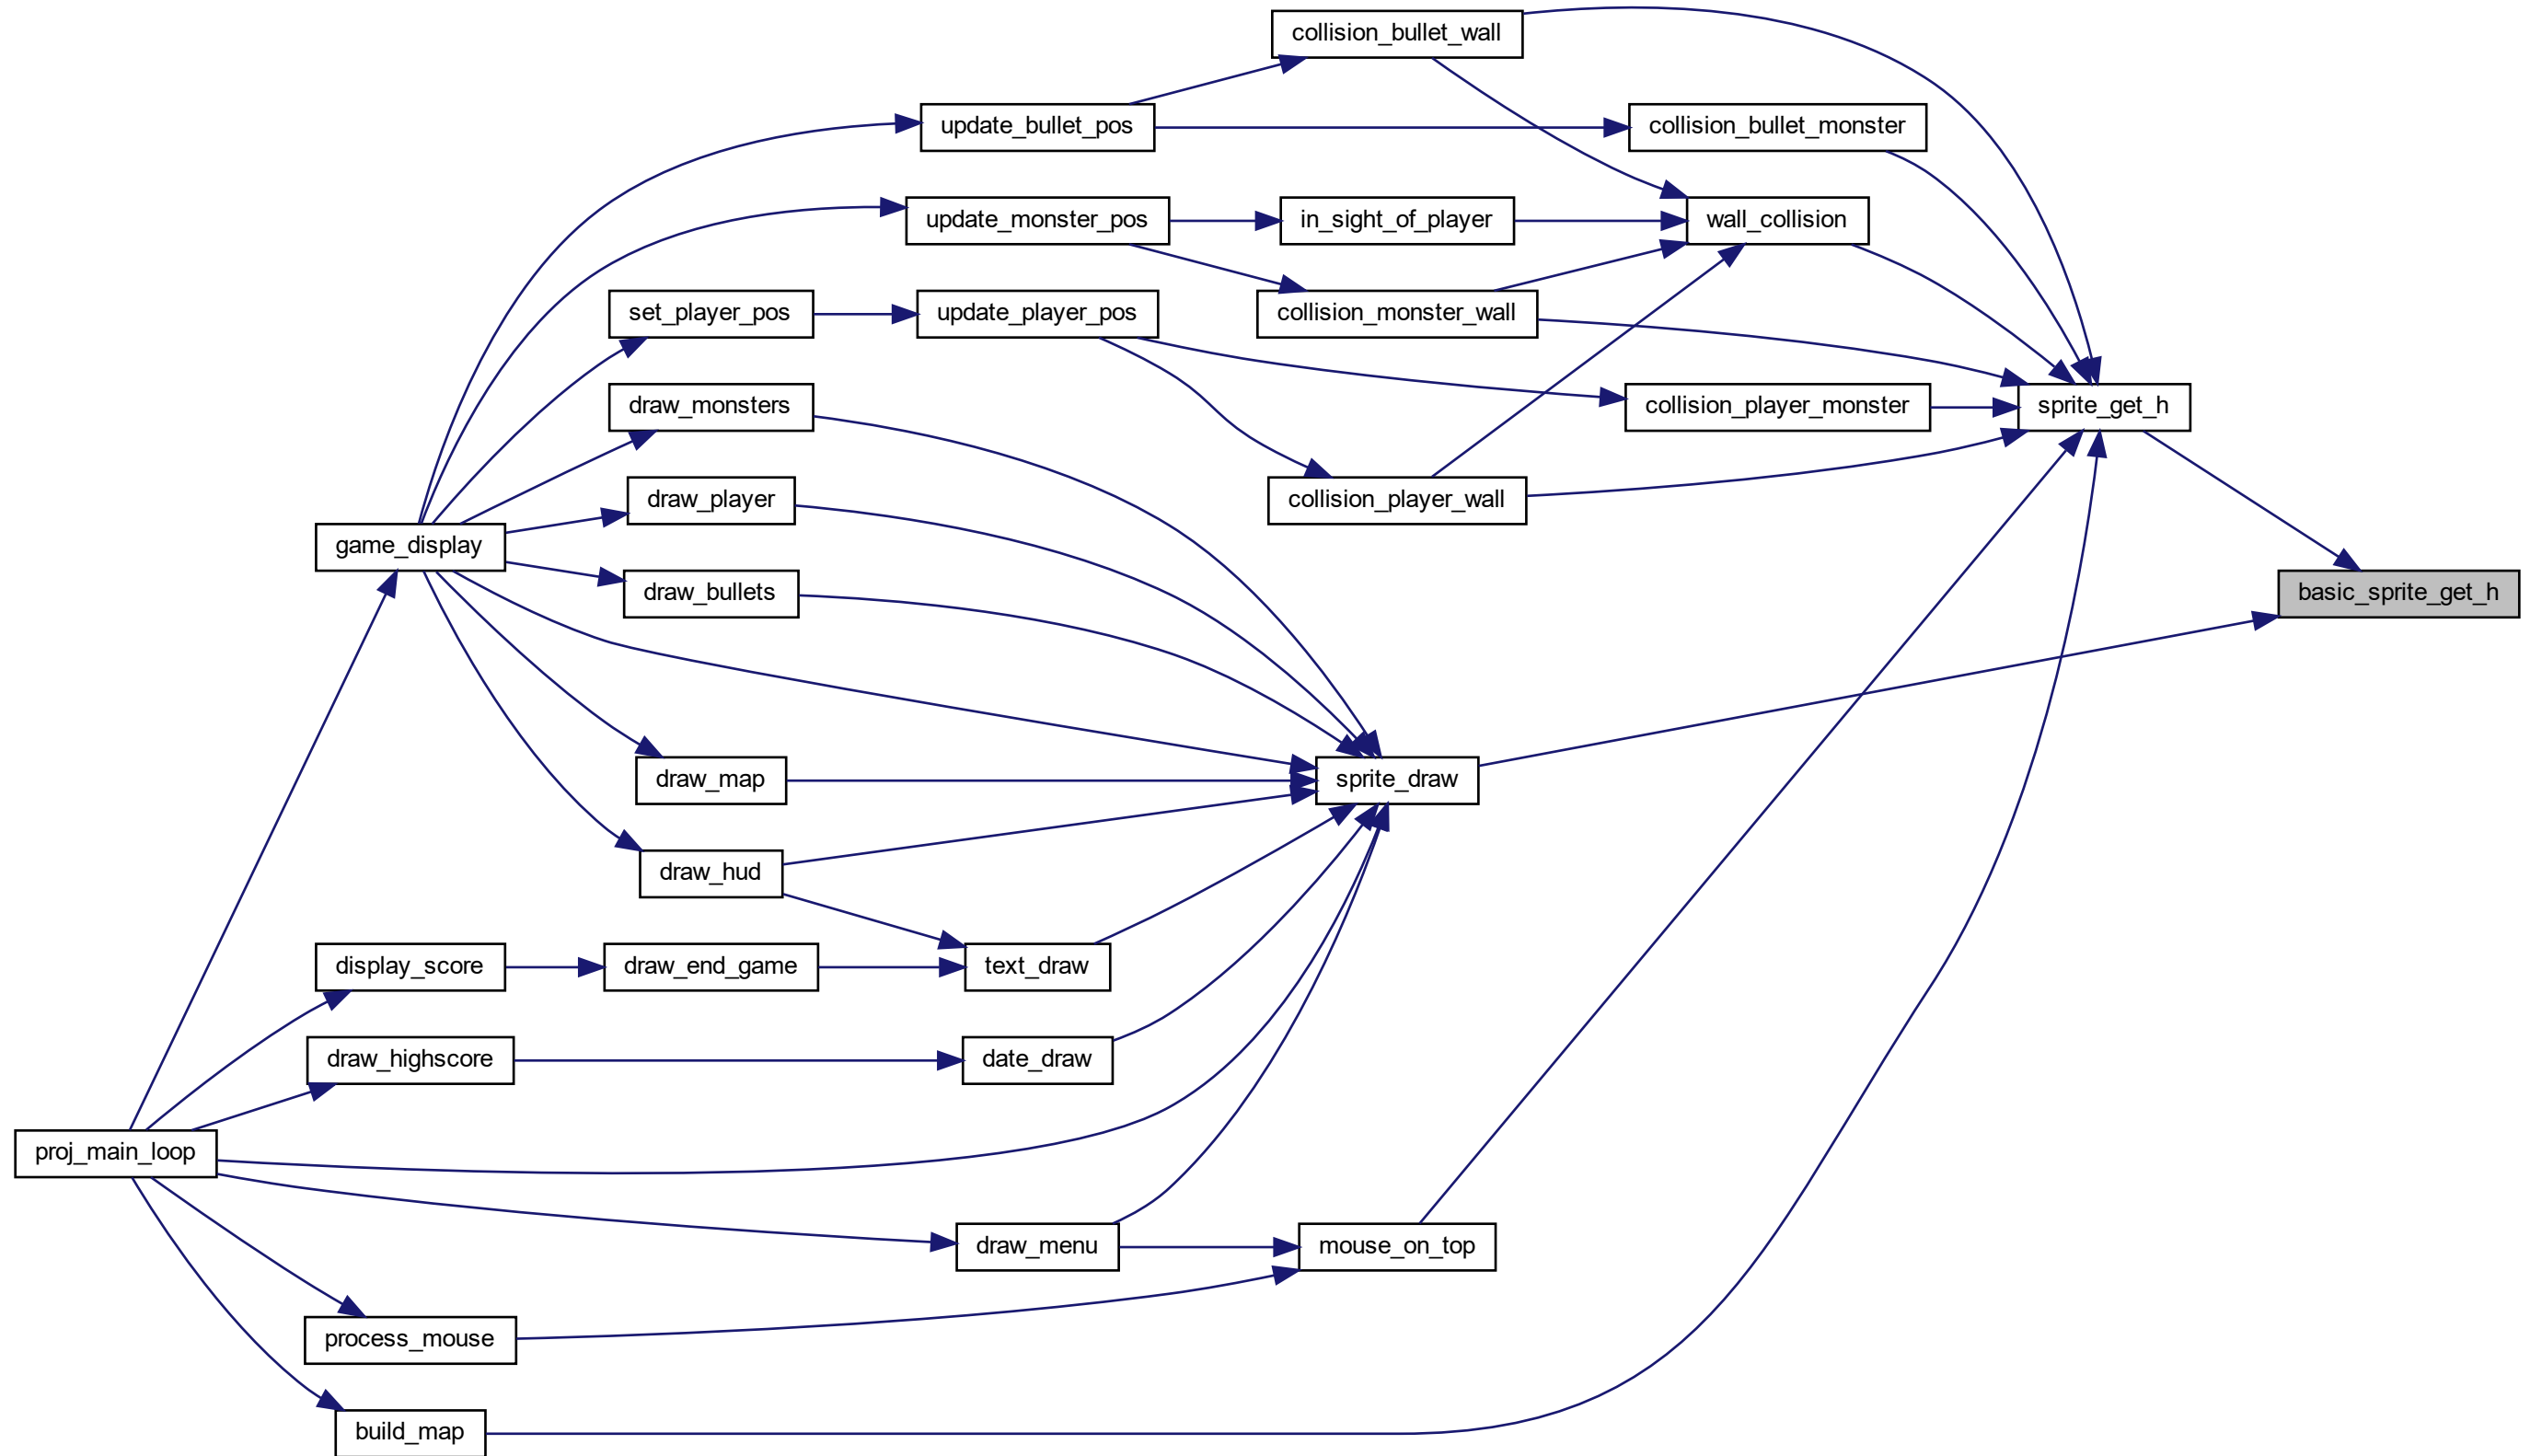 collision_bullet_wall
update_bullet_pos
collision_bullet_monster
update_monster_pos
in_sight_of_player
wall_collision
set_player_pos
update_player_pos
collision_monster_wall
draw_monsters
collision_player_monster
sprite_get_h
draw_player
collision_player_wall
game_display
draw_bullets
basic_sprite_get_h
draw_map
sprite_draw
draw_hud
display_score
draw_end_game
text_draw
draw_highscore
date_draw
proj_main_loop
draw_menu
mouse_on_top
process_mouse
build_map